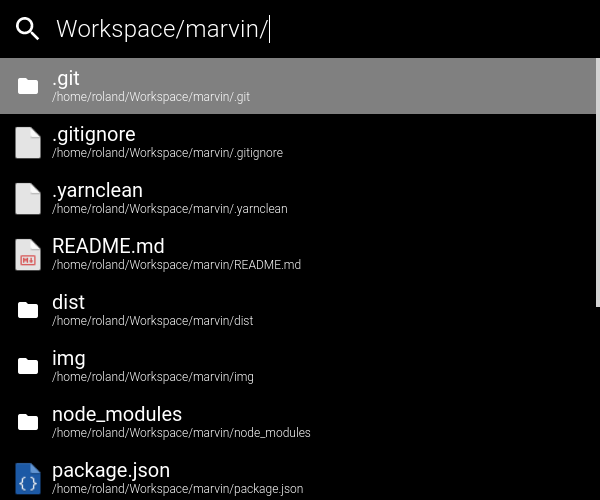 Workspace/marvin/
.git
/home/roland/Workspace/marvin/.git
.gitignore
/home/roland/Workspace/marvin/.gitignore
.yarnclean
/home/roland/Workspace/marvin/.yarnclean
README.md
/home/roland/Workspace/marvin/README.md
dist
/home/roland/Workspace/marvin/dist
img
/home/roland/Workspace/marvin/img
node_modules
/home/roland/Workspace/marvin/node_modules
package.json
/home/roland/Workspace/marvin/package.json